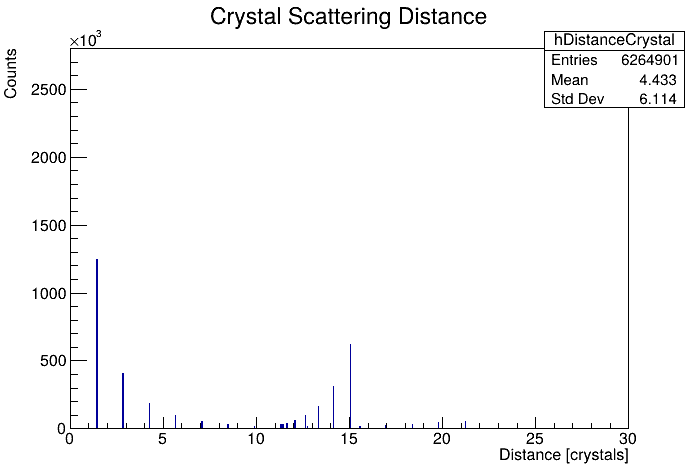 Crystal Scattering Distance
×10³
Counts
hDistanceCrystal
Entries 6264901
Mean 4.433
Std Dev 6.114
2500
2000
1500
1000
500
0
0 5 10 15 20 25 30
Distance [crystals]